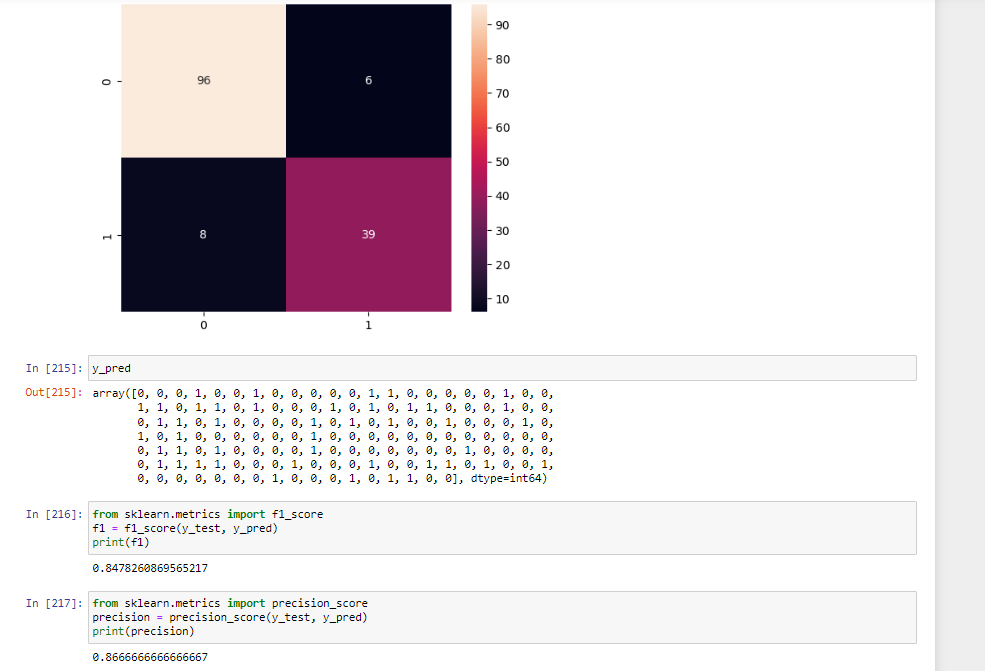 90
0
96
6
80
70
60
50
1
8
39
40
30
20
10
0
1
In [215]: y_pred
Out[215]: array([0, 0, 0, 1, 0, 0, 1, 0, 0, 0, 0, 0, 1, 1, 0, 0, 0, 0, 0, 1, 0, 0,
1, 1, 0, 1, 1, 0, 1, 0, 0, 0, 1, 0, 1, 0, 1, 1, 0, 0, 0, 1, 0, 0,
0, 1, 1, 0, 1, 0, 0, 0, 0, 1, 0, 1, 0, 1, 0, 0, 1, 0, 0, 0, 1, 0,
1, 0, 1, 0, 0, 0, 0, 0, 0, 1, 0, 0, 0, 0, 0, 0, 0, 0, 0, 0, 0, 0,
0, 1, 1, 0, 1, 0, 0, 0, 0, 1, 0, 0, 0, 0, 0, 0, 0, 1, 0, 0, 0, 0,
0, 1, 1, 1, 1, 0, 0, 0, 1, 0, 0, 0, 1, 0, 0, 1, 1, 0, 1, 0, 0, 1,
0, 0, 0, 0, 0, 0, 0, 1, 0, 0, 0, 1, 0, 1, 1, 0, 0], dtype=int64)
In [216]: from sklearn.metrics import f1_score
f1 = f1_score(y_test, y_pred)
print(f1)
0.8478260869565217
In [217]: from sklearn.metrics import precision_score
precision = precision_score(y_test, y_pred)
print(precision)
0.8666666666666667